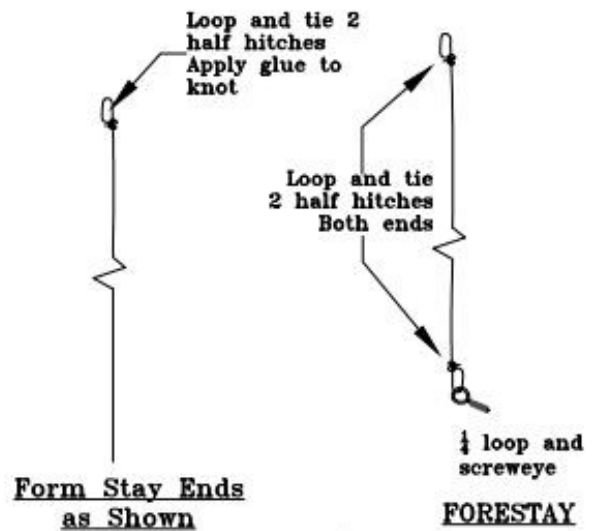 Loop and tie 2
half hitches
Apply glue to
knot
Loop and tie
2 half hitches
Both ends
1/4 loop and
screweye
Form Stay Ends
as Shown
FORESTAY